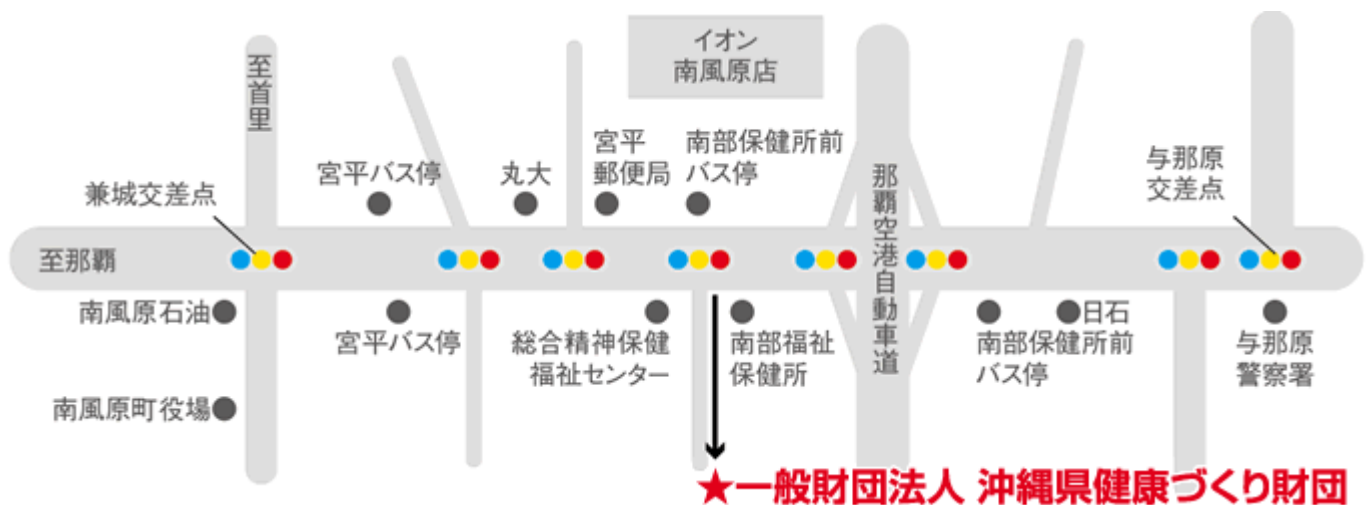 イオン
南風原店
至首里
宮平バス停
丸大
宮平
郵便局
南部保健所前
バス停
那覇空港自動車道
与那原
交差点
兼城交差点
至那覇
南風原石油
宮平バス停
総合精神保健
福祉センター
南部福祉
保健所
南部保健所前
バス停
日石
与那原
警察署
南風原町役場
★一般財団法人 沖縄県健康づくり財団